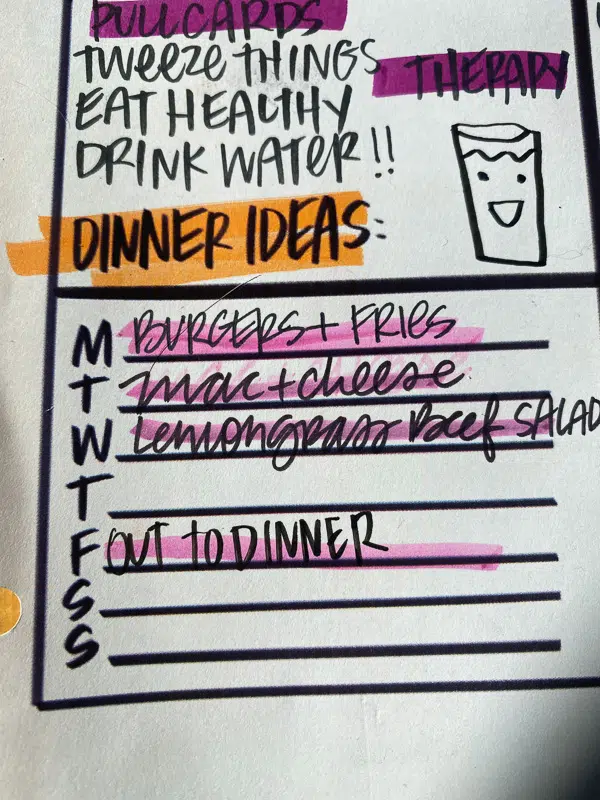 PULL CARDS
TWEEZE THINGS
THERAPY
EAT HEALTHY
DRINK WATER!!
DINNER IDEAS:
M BURGERS + FRIES
T mac + cheese
W Lemongrass Beef SALAD
T
F OUT TO DINNER
S
S